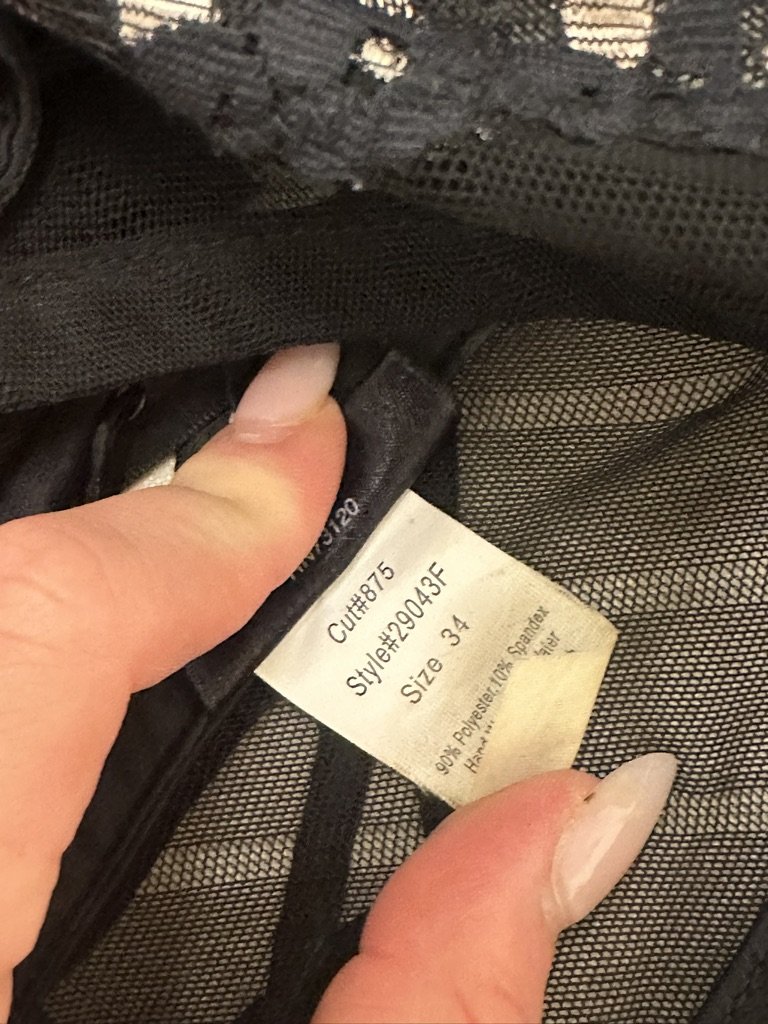 Cut#875
Style#29043F
Size 34
90% Polyester,10% Spandex